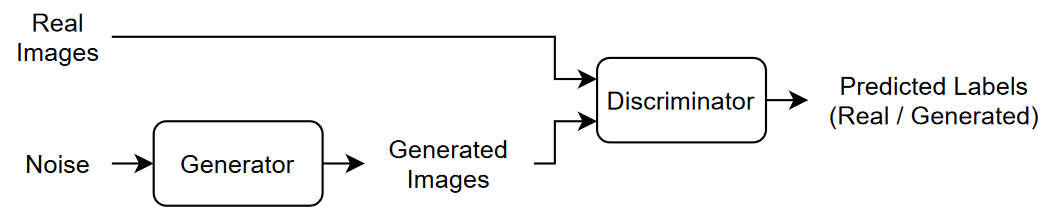 Real
Images
Discriminator
Predicted Labels
(Real / Generated)
Noise
Generator
Generated
Images